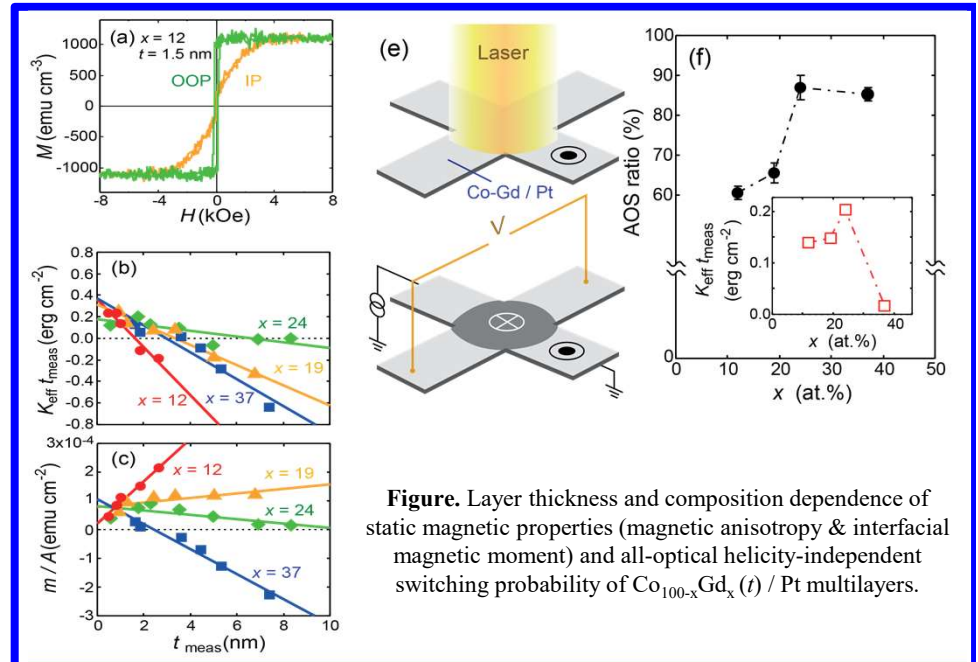 (a) x = 12
t = 1.5 nm
OOP
IP
1000
500
0
-500
-1000
M (emu cm⁻³)
-8 -4 0 4 8
H (kOe)
(b)
0.8
0.6
0.4
0.2
0.0
-0.2
-0.4
-0.6
-0.8
K_eff t_meas (erg cm⁻²)
x = 24
x = 19
x = 12
x = 37
(c)
3x10⁻⁴
2
1
0
-1
-2
-3
m / A (emu cm⁻²)
x = 12
x = 19
x = 24
x = 37
0 2 4 6 8 10
t_meas (nm)
(e)
Laser
Co-Gd / Pt
V
(f)
100
90
80
70
60
0
AOS ratio (%)
0 10 20 30 40 50
x (at.%)
0.2
0.1
0
K_eff t_meas
(erg cm⁻²)
0 20 40
x (at.%)
Figure. Layer thickness and composition dependence of
static magnetic properties (magnetic anisotropy & interfacial
magnetic moment) and all-optical helicity-independent
switching probability of Co₁₀₀₋ₓGdₓ (t) / Pt multilayers.